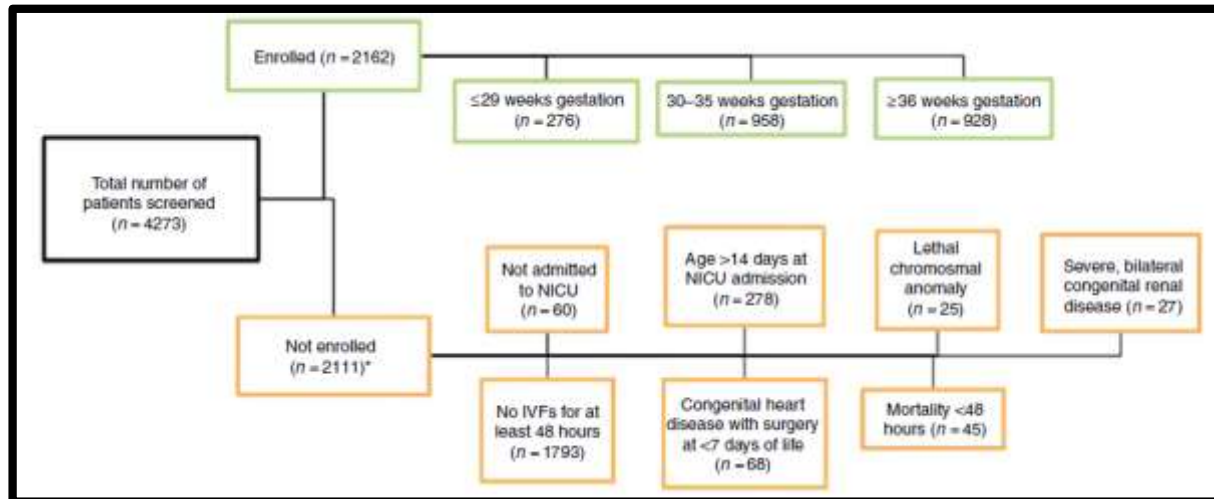 Enrolled (n = 2162)
≤29 weeks gestation
(n = 276)
30–35 weeks gestation
(n = 958)
≥36 weeks gestation
(n = 928)
Total number of
patients screened
(n = 4273)
Not admitted
to NICU
(n = 60)
Age >14 days at
NICU admission
(n = 278)
Lethal
chromosmal
anomaly
(n = 25)
Severe, bilateral
congenital renal
disease (n = 27)
Not enrolled
(n = 2111)*
No IVFs for at
least 48 hours
(n = 1793)
Congenital heart
disease with surgery
at <7 days of life
(n = 68)
Mortality <48
hours (n = 45)